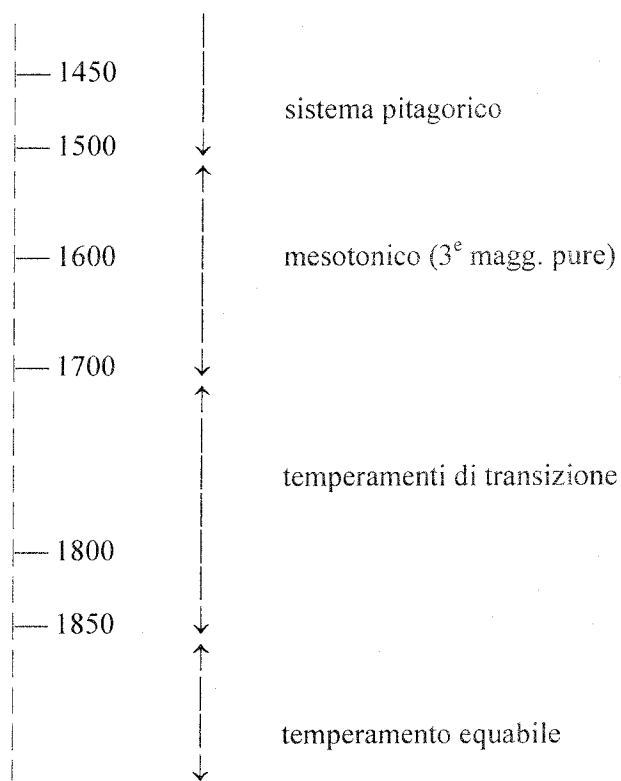 1450
sistema pitagorico
1500
1600 mesotonico (3e magg. pure)
1700
temperamenti di transizione
1800
1850
temperamento equabile